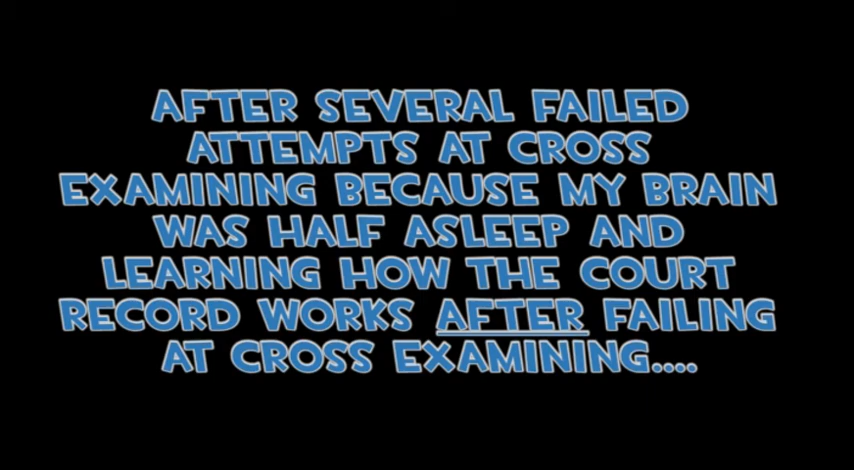 AFTER SEVERAL FAILED
ATTEMPTS AT CROSS
EXAMINING BECAUSE MY BRAIN
WAS HALF ASLEEP AND
LEARNING HOW THE COURT
RECORD WORKS AFTER FAILING
AT CROSS EXAMINING....